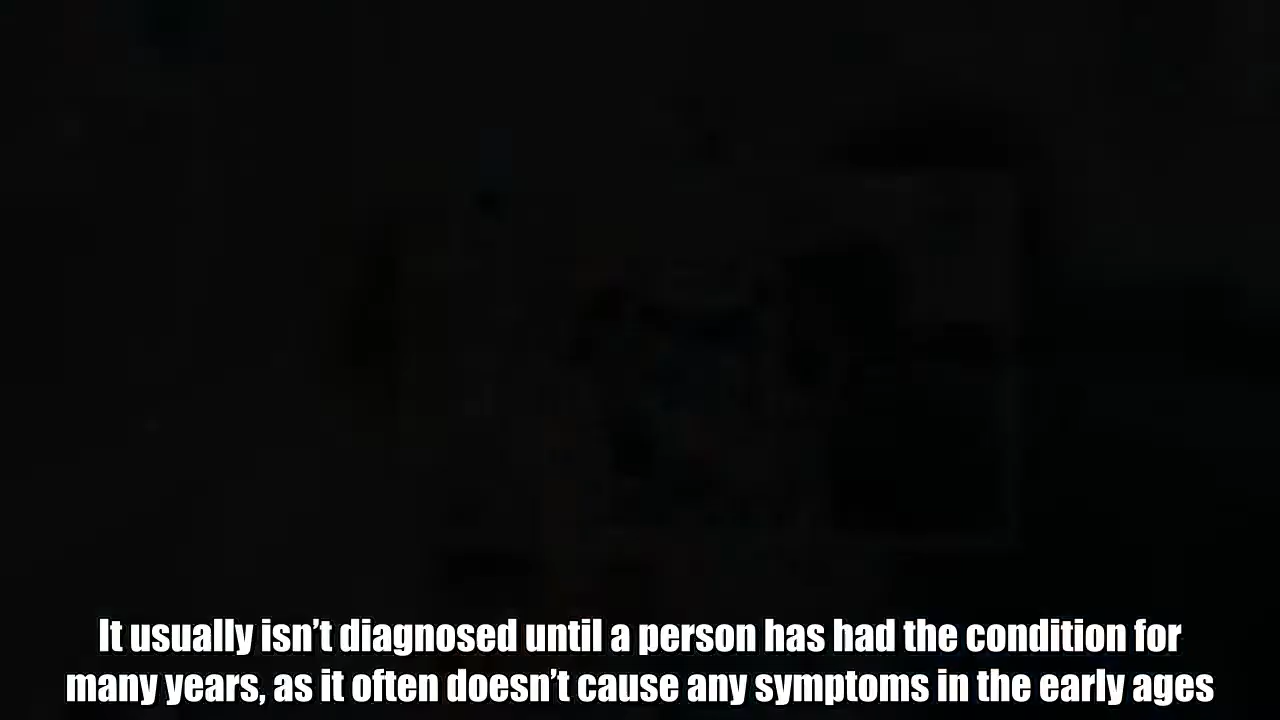 It usually isn’t diagnosed until a person has had the condition for
many years, as it often doesn’t cause any symptoms in the early ages